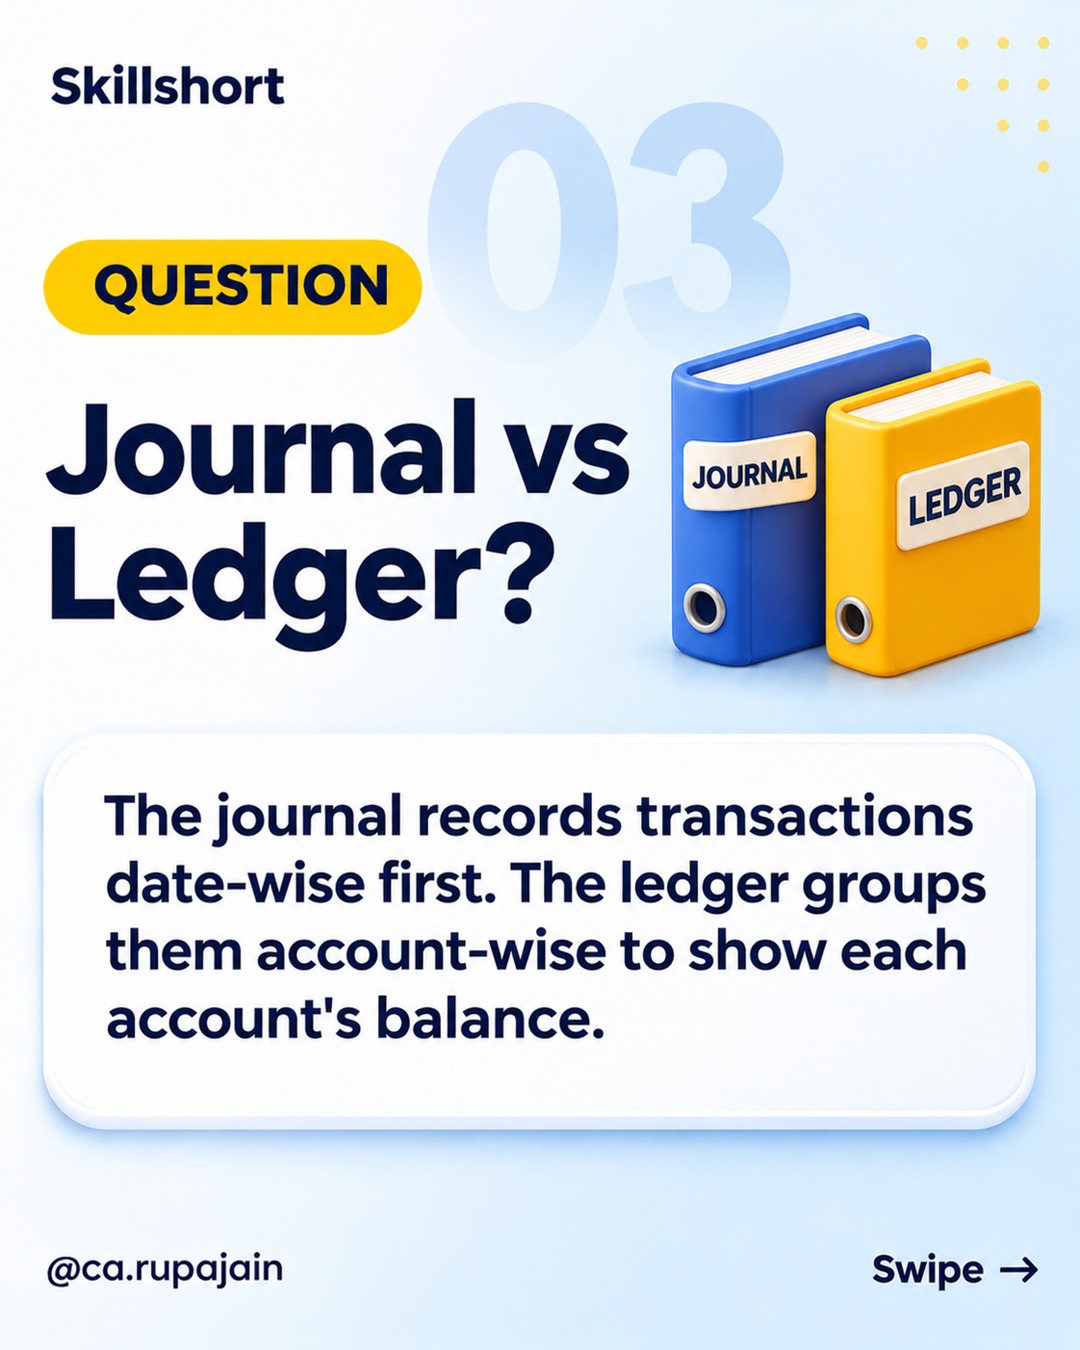 Skillshort
03
QUESTION
Journal vs
Ledger?
JOURNAL
LEDGER
The journal records transactions
date-wise first. The ledger groups
them account-wise to show each
account's balance.
@ca.rupajain
Swipe →